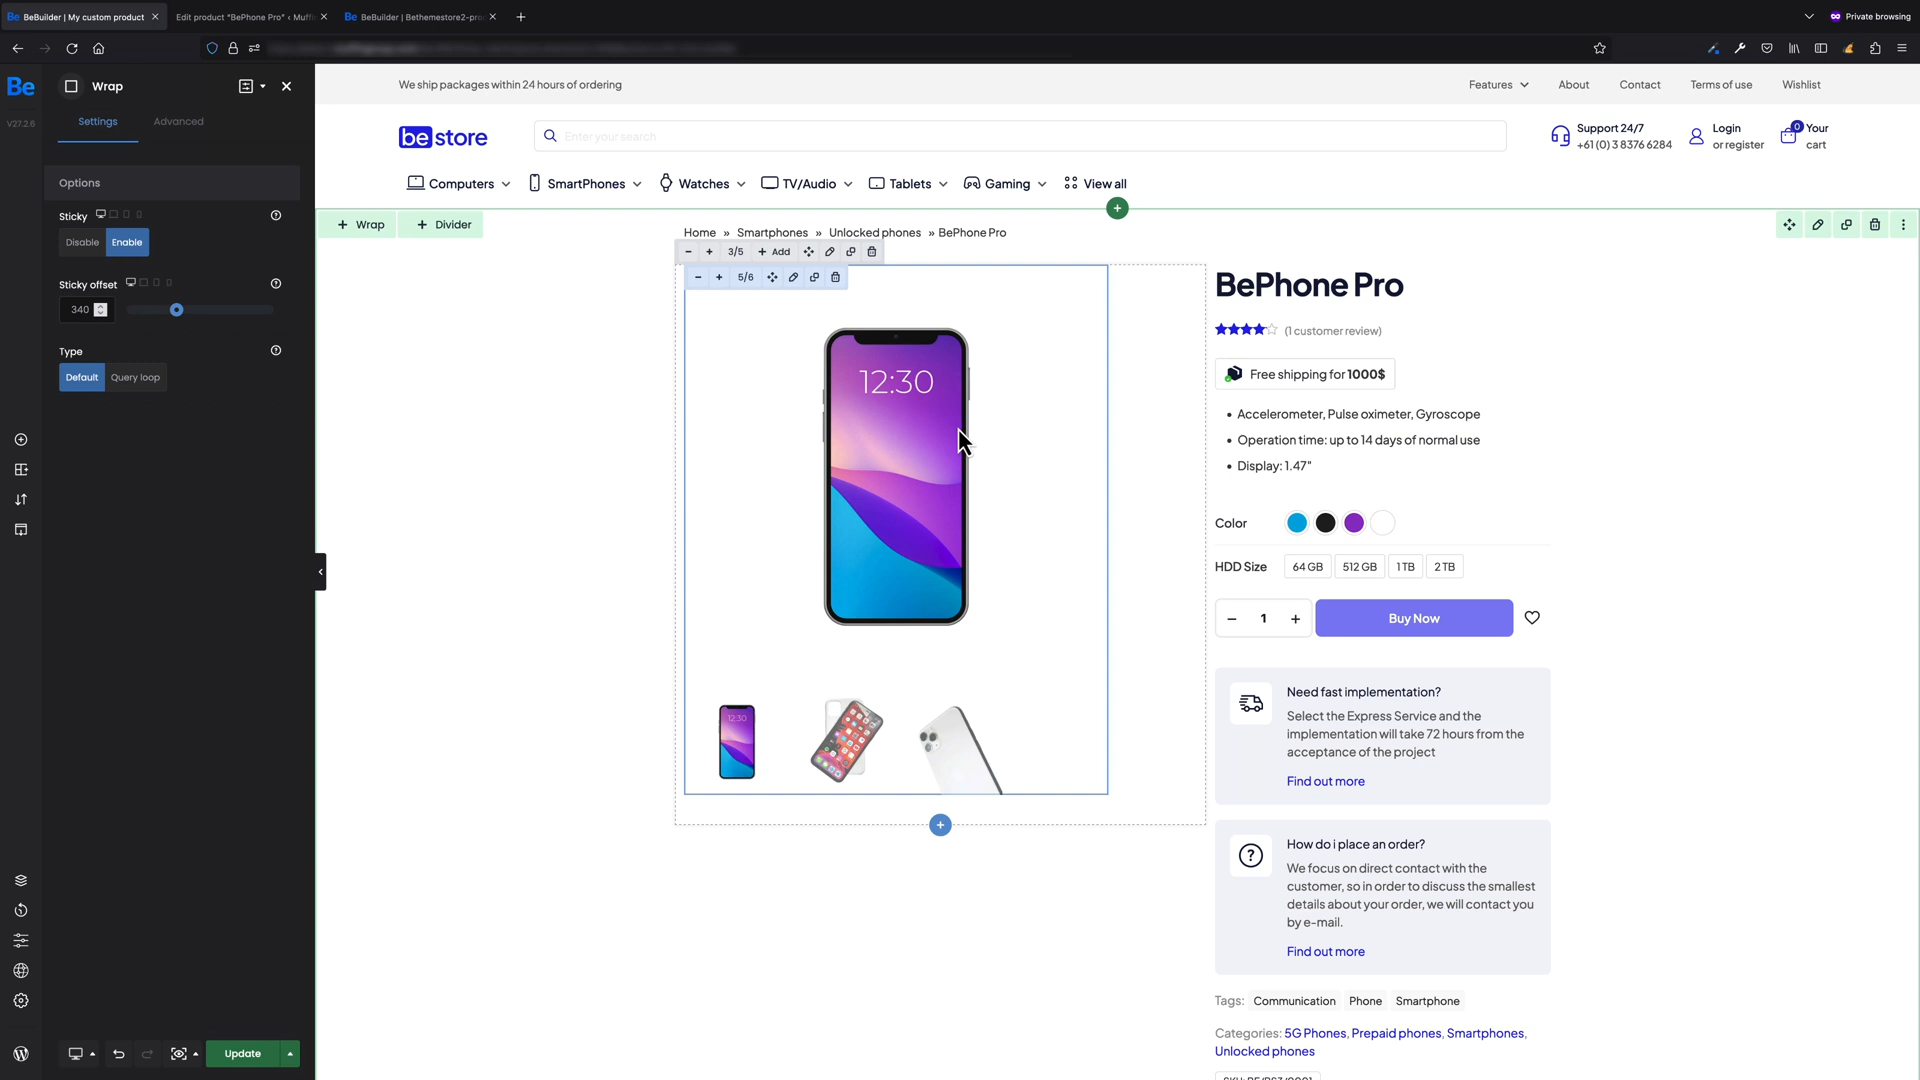 Be BeBuilder | My custom product
Edit product "BePhone Pro" ‹ Muffi
Be BeBuilder | Bethemestore2-pro
Private browsing
Be
V27.2.6
Wrap
Settings
Advanced
Options
Sticky
Disable
Enable
Sticky offset
340
Type
Default
Query loop
Update
We ship packages within 24 hours of ordering
Features
About
Contact
Terms of use
Wishlist
be store
Enter your search
Support 24/7
+61 (0) 3 8376 6284
Login
or register
0
Your
cart
Computers
SmartPhones
Watches
TV/Audio
Tablets
Gaming
View all
+ Wrap
+ Divider
Home » Smartphones » Unlocked phones » BePhone Pro
3/5
+ Add
5/6
12:30
12:30
BePhone Pro
(1 customer review)
Free shipping for 1000$
• Accelerometer, Pulse oximeter, Gyroscope
• Operation time: up to 14 days of normal use
• Display: 1.47"
Color
HDD Size
64 GB
512 GB
1 TB
2 TB
− 1 +
Buy Now
Need fast implementation?
Select the Express Service and the
implementation will take 72 hours from the
acceptance of the project
Find out more
How do i place an order?
We focus on direct contact with the
customer, so in order to discuss the smallest
details about your order, we will contact you
by e-mail.
Find out more
Tags: Communication Phone Smartphone
Categories: 5G Phones, Prepaid phones, Smartphones,
Unlocked phones